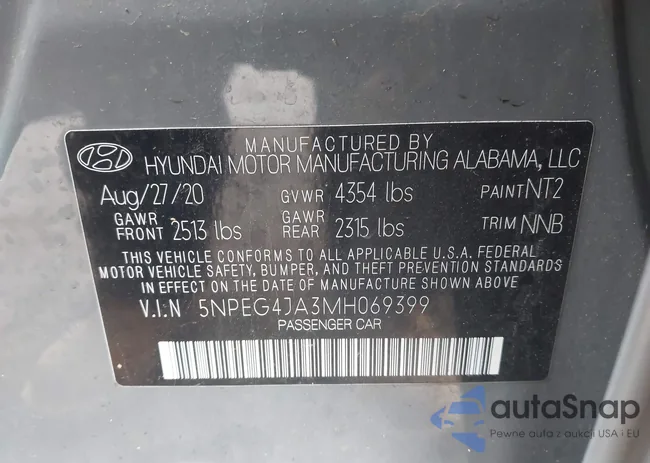 MANUFACTURED BY
HYUNDAI MOTOR MANUFACTURING ALABAMA, LLC
Aug/27/20 GVWR 4354 lbs PAINT NT2
GAWR FRONT 2513 lbs GAWR REAR 2315 lbs TRIM NNB
THIS VEHICLE CONFORMS TO ALL APPLICABLE U.S.A. FEDERAL
MOTOR VEHICLE SAFETY, BUMPER, AND THEFT PREVENTION STANDARDS
IN EFFECT ON THE DATE OF MANUFACTURE SHOWN ABOVE
V.I.N 5NPEG4JA3MH069399
PASSENGER CAR
autaSnap
Pewne auta z aukcji USA i EU